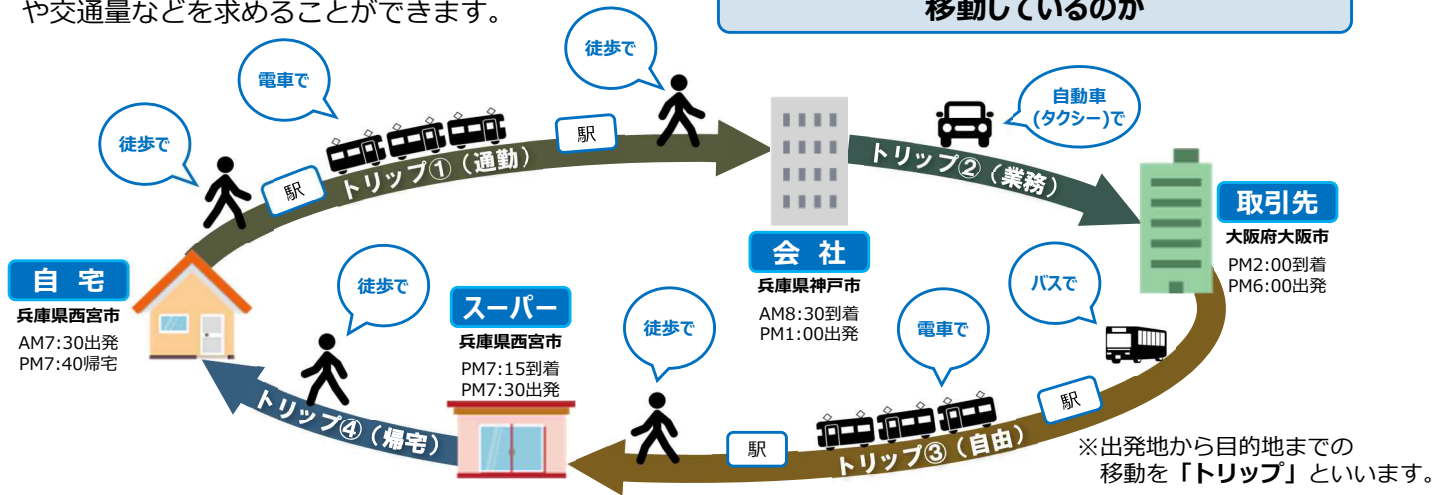 や交通量などを求めることができます。
移動しているのか
徒歩で
電車で
徒歩で
自動車
(タクシー)で
駅
駅
トリップ①（通勤）
トリップ②（業務）
取引先
大阪府大阪市
PM2:00到着
PM6:00出発
会 社
兵庫県神戸市
AM8:30到着
PM1:00出発
自 宅
兵庫県西宮市
AM7:30出発
PM7:40帰宅
徒歩で
スーパー
兵庫県西宮市
PM7:15到着
PM7:30出発
徒歩で
電車で
バスで
駅
駅
トリップ③（自由）
トリップ④（帰宅）
※出発地から目的地までの
移動を「トリップ」といいます。